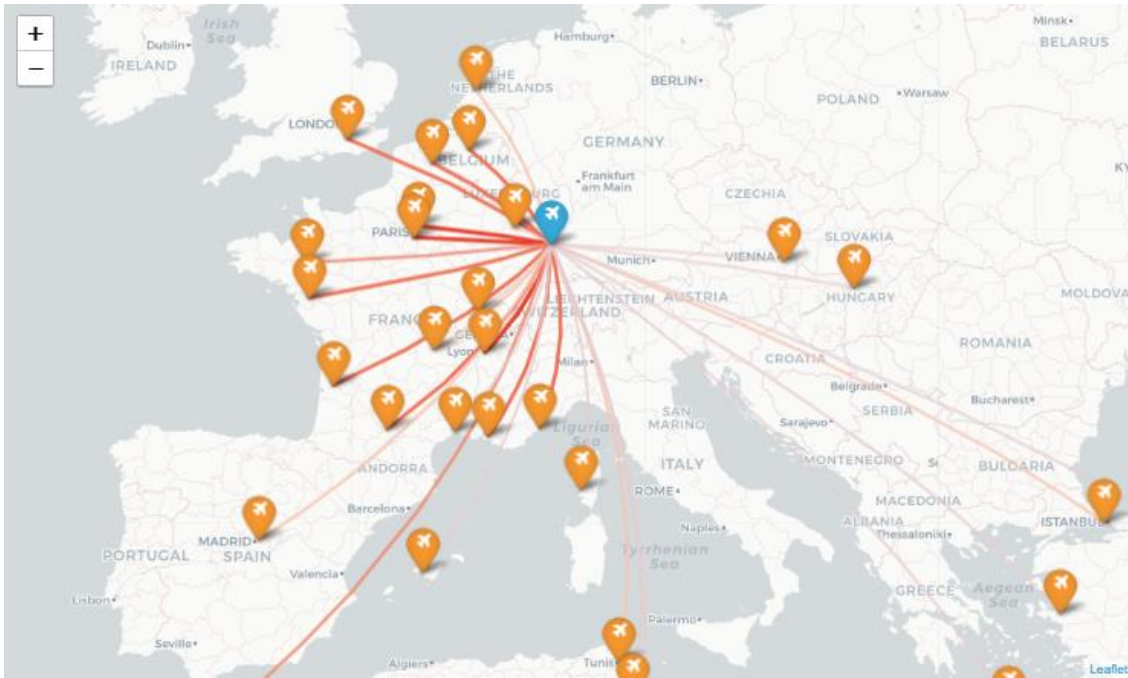 +
−
Irish
Sea
Dublin
IRELAND
Hamburg
Minsk
BELARUS
THE
NETHERLANDS
BERLIN
POLAND
Warsaw
LONDON
GERMANY
BELGIUM
Frankfurt
am Main
CZECHIA
PARIS
SLOVAKIA
Munich
VIENNA
LIECHTENSTEIN
AUSTRIA
HUNGARY
MOLDOVA
SWITZERLAND
Lyon
Milan
CROATIA
ROMANIA
Belgrade
Bucharest
SERBIA
SAN
MARINO
Sarajevo
Ligurian
Sea
ANDORRA
ITALY
MONTENEGRO
BULGARIA
Barcelona
ROME
MACEDONIA
MADRID
SPAIN
PORTUGAL
Naples
ALBANIA
Thessaloniki
ISTANBUL
Tyrrhenian
Sea
Valencia
Lisbon
GREECE
Aegean
Sea
Palermo
Seville
Algiers
Tunis
Leaflet